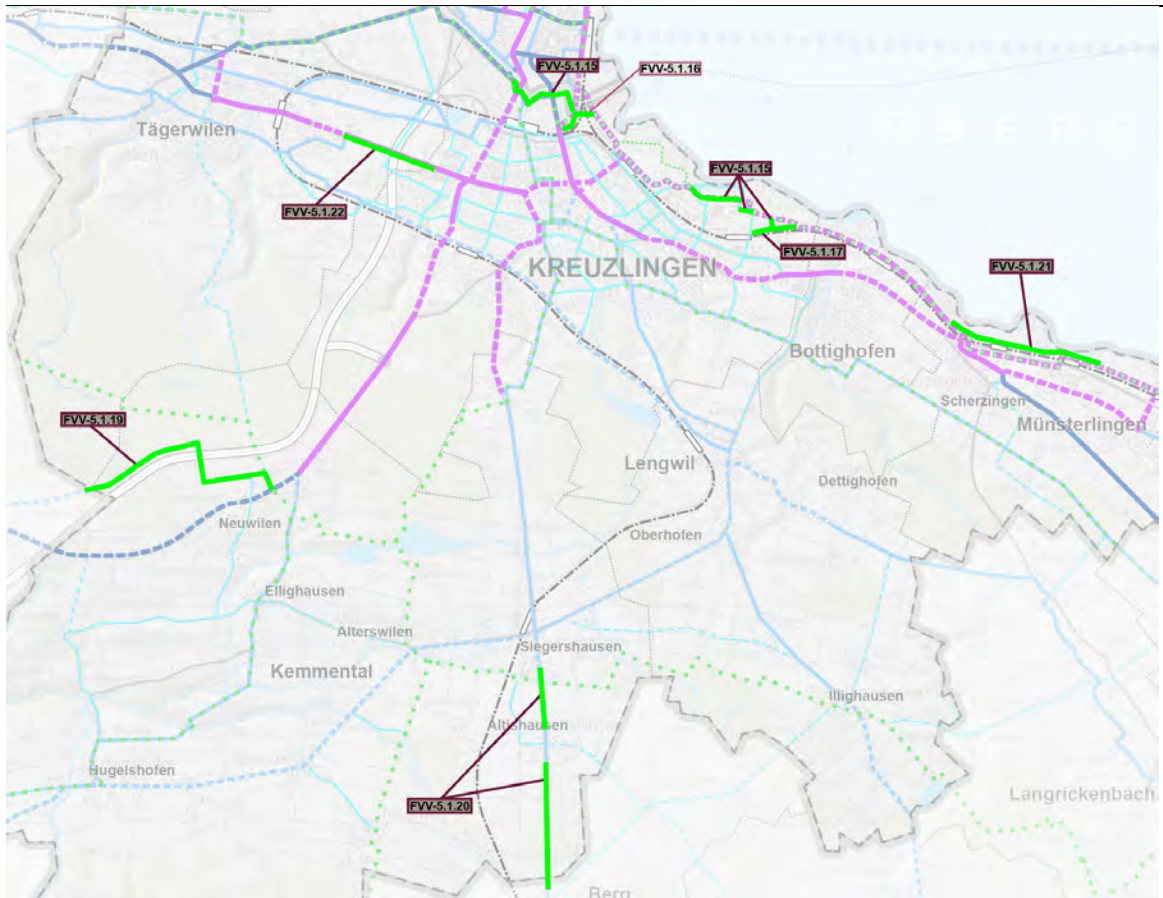 FVV-5.1.15
FVV-5.1.16
Tägerwilen
FVV-5.1.15
FVV-5.1.22
FVV-5.1.17
KREUZLINGEN
FVV-5.1.21
Bottighofen
Scherzingen
Münsterlingen
FVV-5.1.19
Lengwil
Dettighofen
Neuwilen
Oberhofen
Ellighausen
Alterswilen
Siegershausen
Kemmental
Illighausen
Altishausen
Hugelshofen
Langrickenbach
FVV-5.1.20
Berg